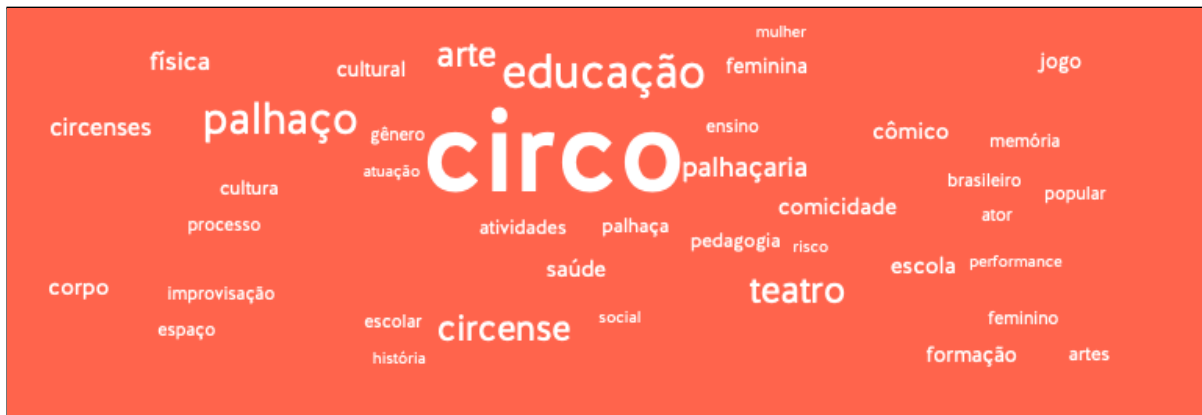 mulher
física
cultural
arte
educação
feminina
jogo
circenses
palhaço
gênero
circo
ensino
cômico
memória
atuação
palhaçaria
cultura
brasileiro
popular
comicidade
ator
processo
atividades
palhaça
pedagogia
risco
saúde
escola
performance
corpo
improvisação
teatro
espaço
escolar
circense
social
feminino
história
formação
artes